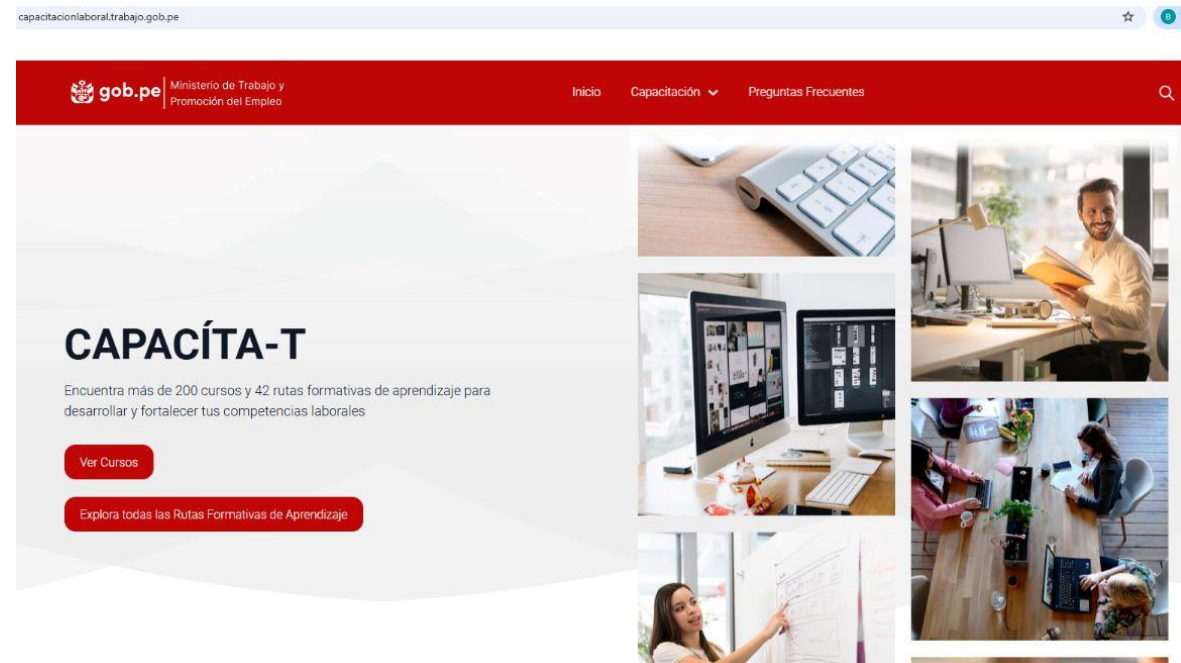 capacitacionlaboral.trabajo.gob.pe
B
gob.pe
Ministerio de Trabajo y
Promoción del Empleo
Inicio
Capacitación
Preguntas Frecuentes
CAPACÍTA-T
Encuentra más de 200 cursos y 42 rutas formativas de aprendizaje para
desarrollar y fortalecer tus competencias laborales
Ver Cursos
Explora todas las Rutas Formativas de Aprendizaje